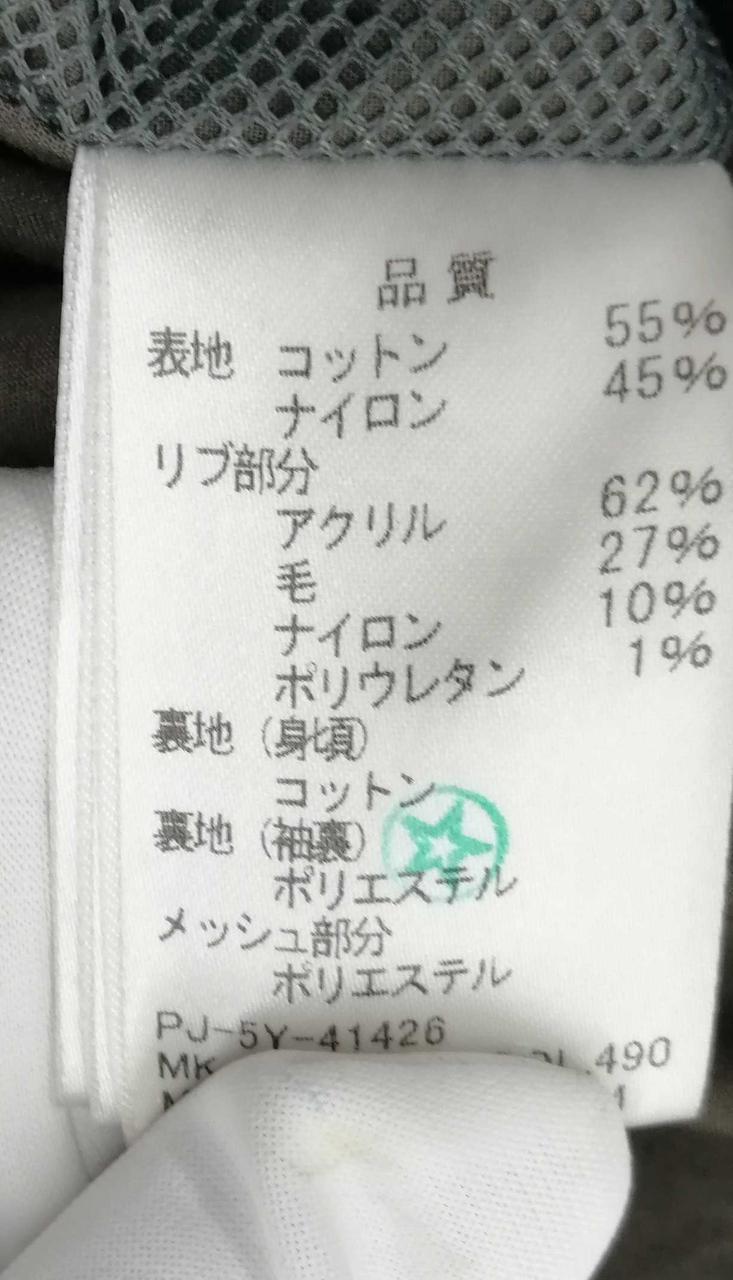 品質
表地 コットン 55%
ナイロン 45%
リブ部分
アクリル 62%
毛 27%
ナイロン 10%
ポリウレタン 1%
裏地 (身頃)
コットン
裏地 (袖裏)
ポリエステル
メッシュ部分
ポリエステル
PJ-5Y-41426
MK 490